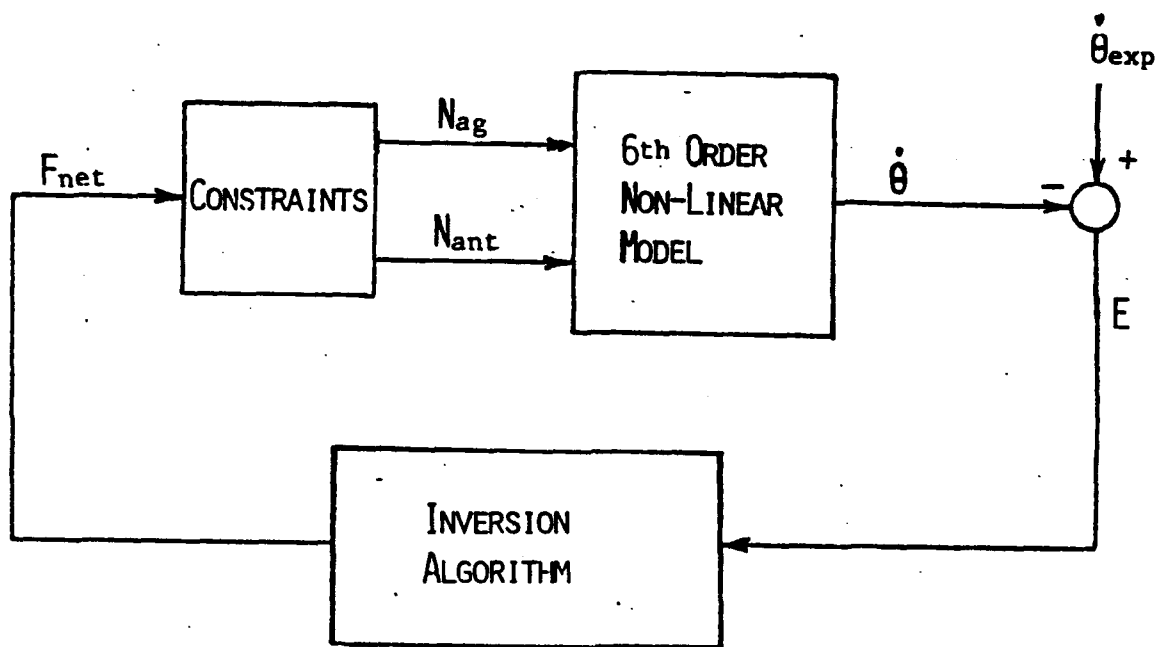 θ̇exp
+
Nag
Fnet
CONSTRAINTS
Nant
6th ORDER
NON-LINEAR
MODEL
θ̇
-
E
INVERSION
ALGORITHM